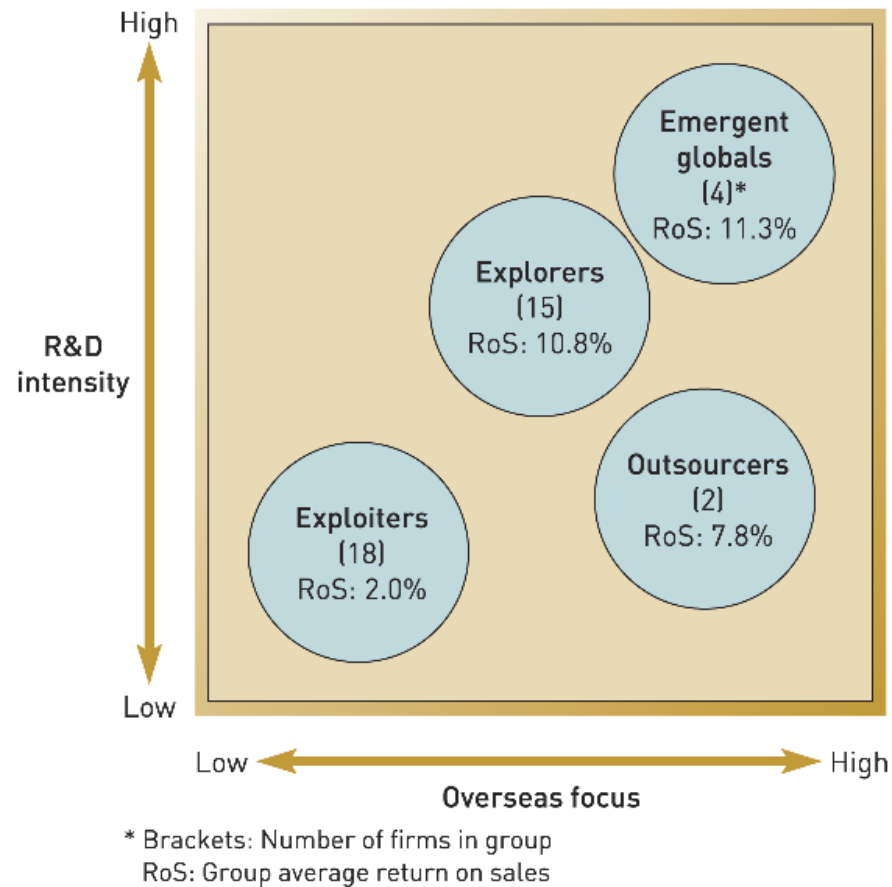 High
Emergent
globals
(4)*
RoS: 11.3%
Explorers
(15)
RoS: 10.8%
R&D
intensity
Outsourcers
(2)
RoS: 7.8%
Exploiters
(18)
RoS: 2.0%
Low
Low
High
Overseas focus
* Brackets: Number of firms in group
RoS: Group average return on sales